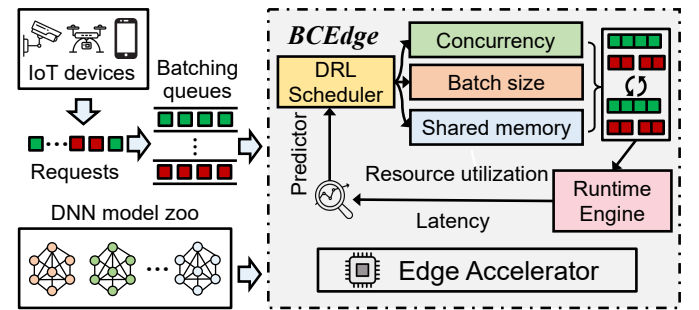 IoT devices
Batching
queues
Requests
DNN model zoo
BCEdge
DRL
Scheduler
Concurrency
Batch size
Shared memory
Predictor
Resource utilization
Latency
Runtime
Engine
Edge Accelerator